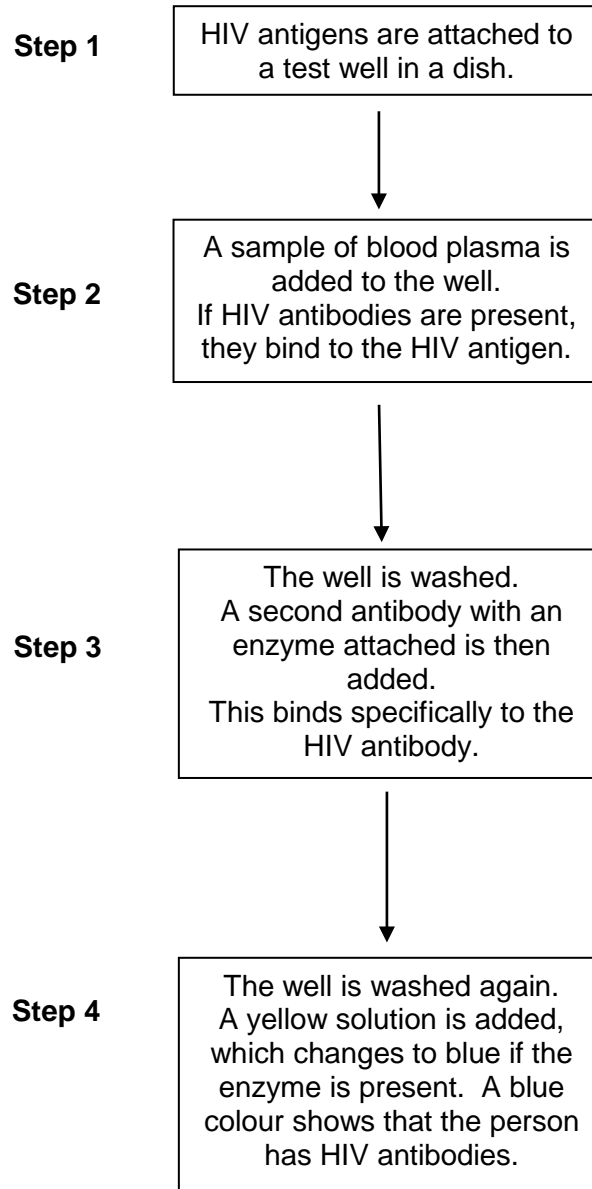 Step 1
HIV antigens are attached to
a test well in a dish.
Step 2
A sample of blood plasma is
added to the well.
If HIV antibodies are present,
they bind to the HIV antigen.
Step 3
The well is washed.
A second antibody with an
enzyme attached is then
added.
This binds specifically to the
HIV antibody.
Step 4
The well is washed again.
A yellow solution is added,
which changes to blue if the
enzyme is present.  A blue
colour shows that the person
has HIV antibodies.